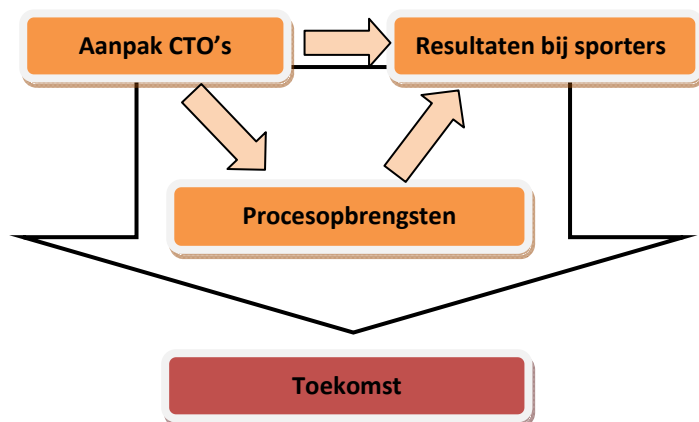 Aanpak CTO’s
Resultaten bij sporters
Procesopbrengsten
Toekomst